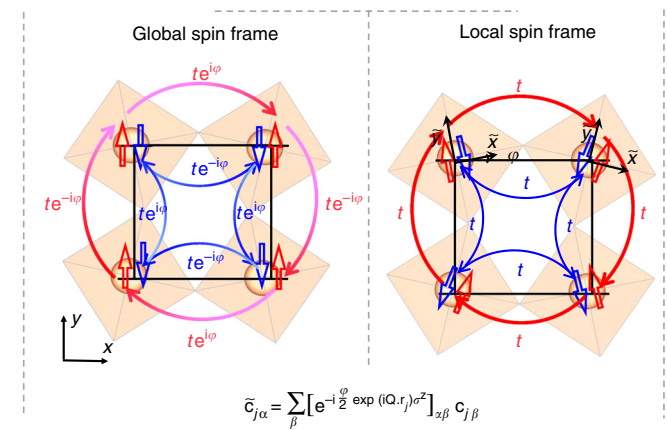 Global spin frame
Local spin frame
te^{iφ}
t
ỹ x̃ φ y x̃
te^{-iφ}
t
te^{-iφ} te^{iφ} te^{iφ} te^{-iφ}
t t t t
te^{-iφ}
t
te^{iφ}
t
y
x
c̃_{jα} = ∑_β [e^{-i φ/2 exp (iQ.r_j)σ^z}]_{αβ} c_{jβ}